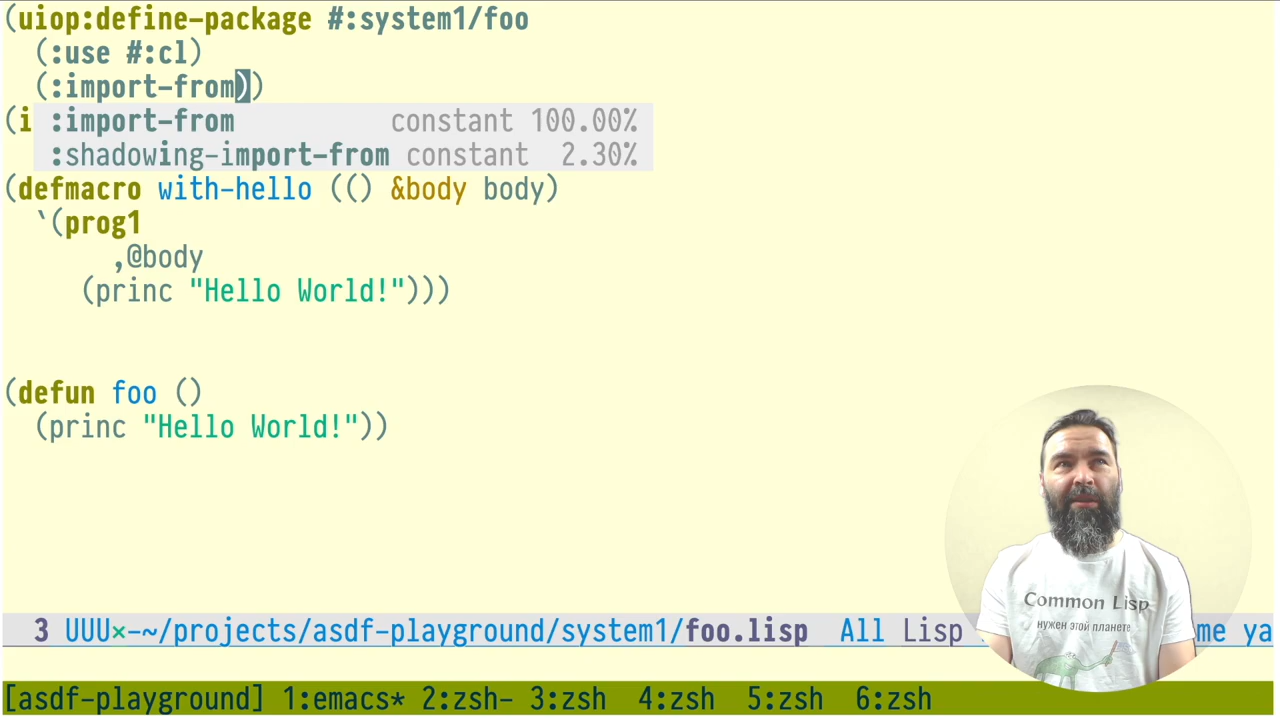 (uiop:define-package #:system1/foo
(:use #:cl)
(:import-from))
(i :import-from constant 100.00%
:shadowing-import-from constant 2.30%
(defmacro with-hello (() &body body)
`(prog1
,@body
(princ "Hello World!")))
(defun foo ()
(princ "Hello World!"))
Common Lisp
нужен этой планете
3 UUU×-~/projects/asdf-playground/system1/foo.lisp All Lisp me ya
[asdf-playground] 1:emacs* 2:zsh- 3:zsh 4:zsh 5:zsh 6:zsh